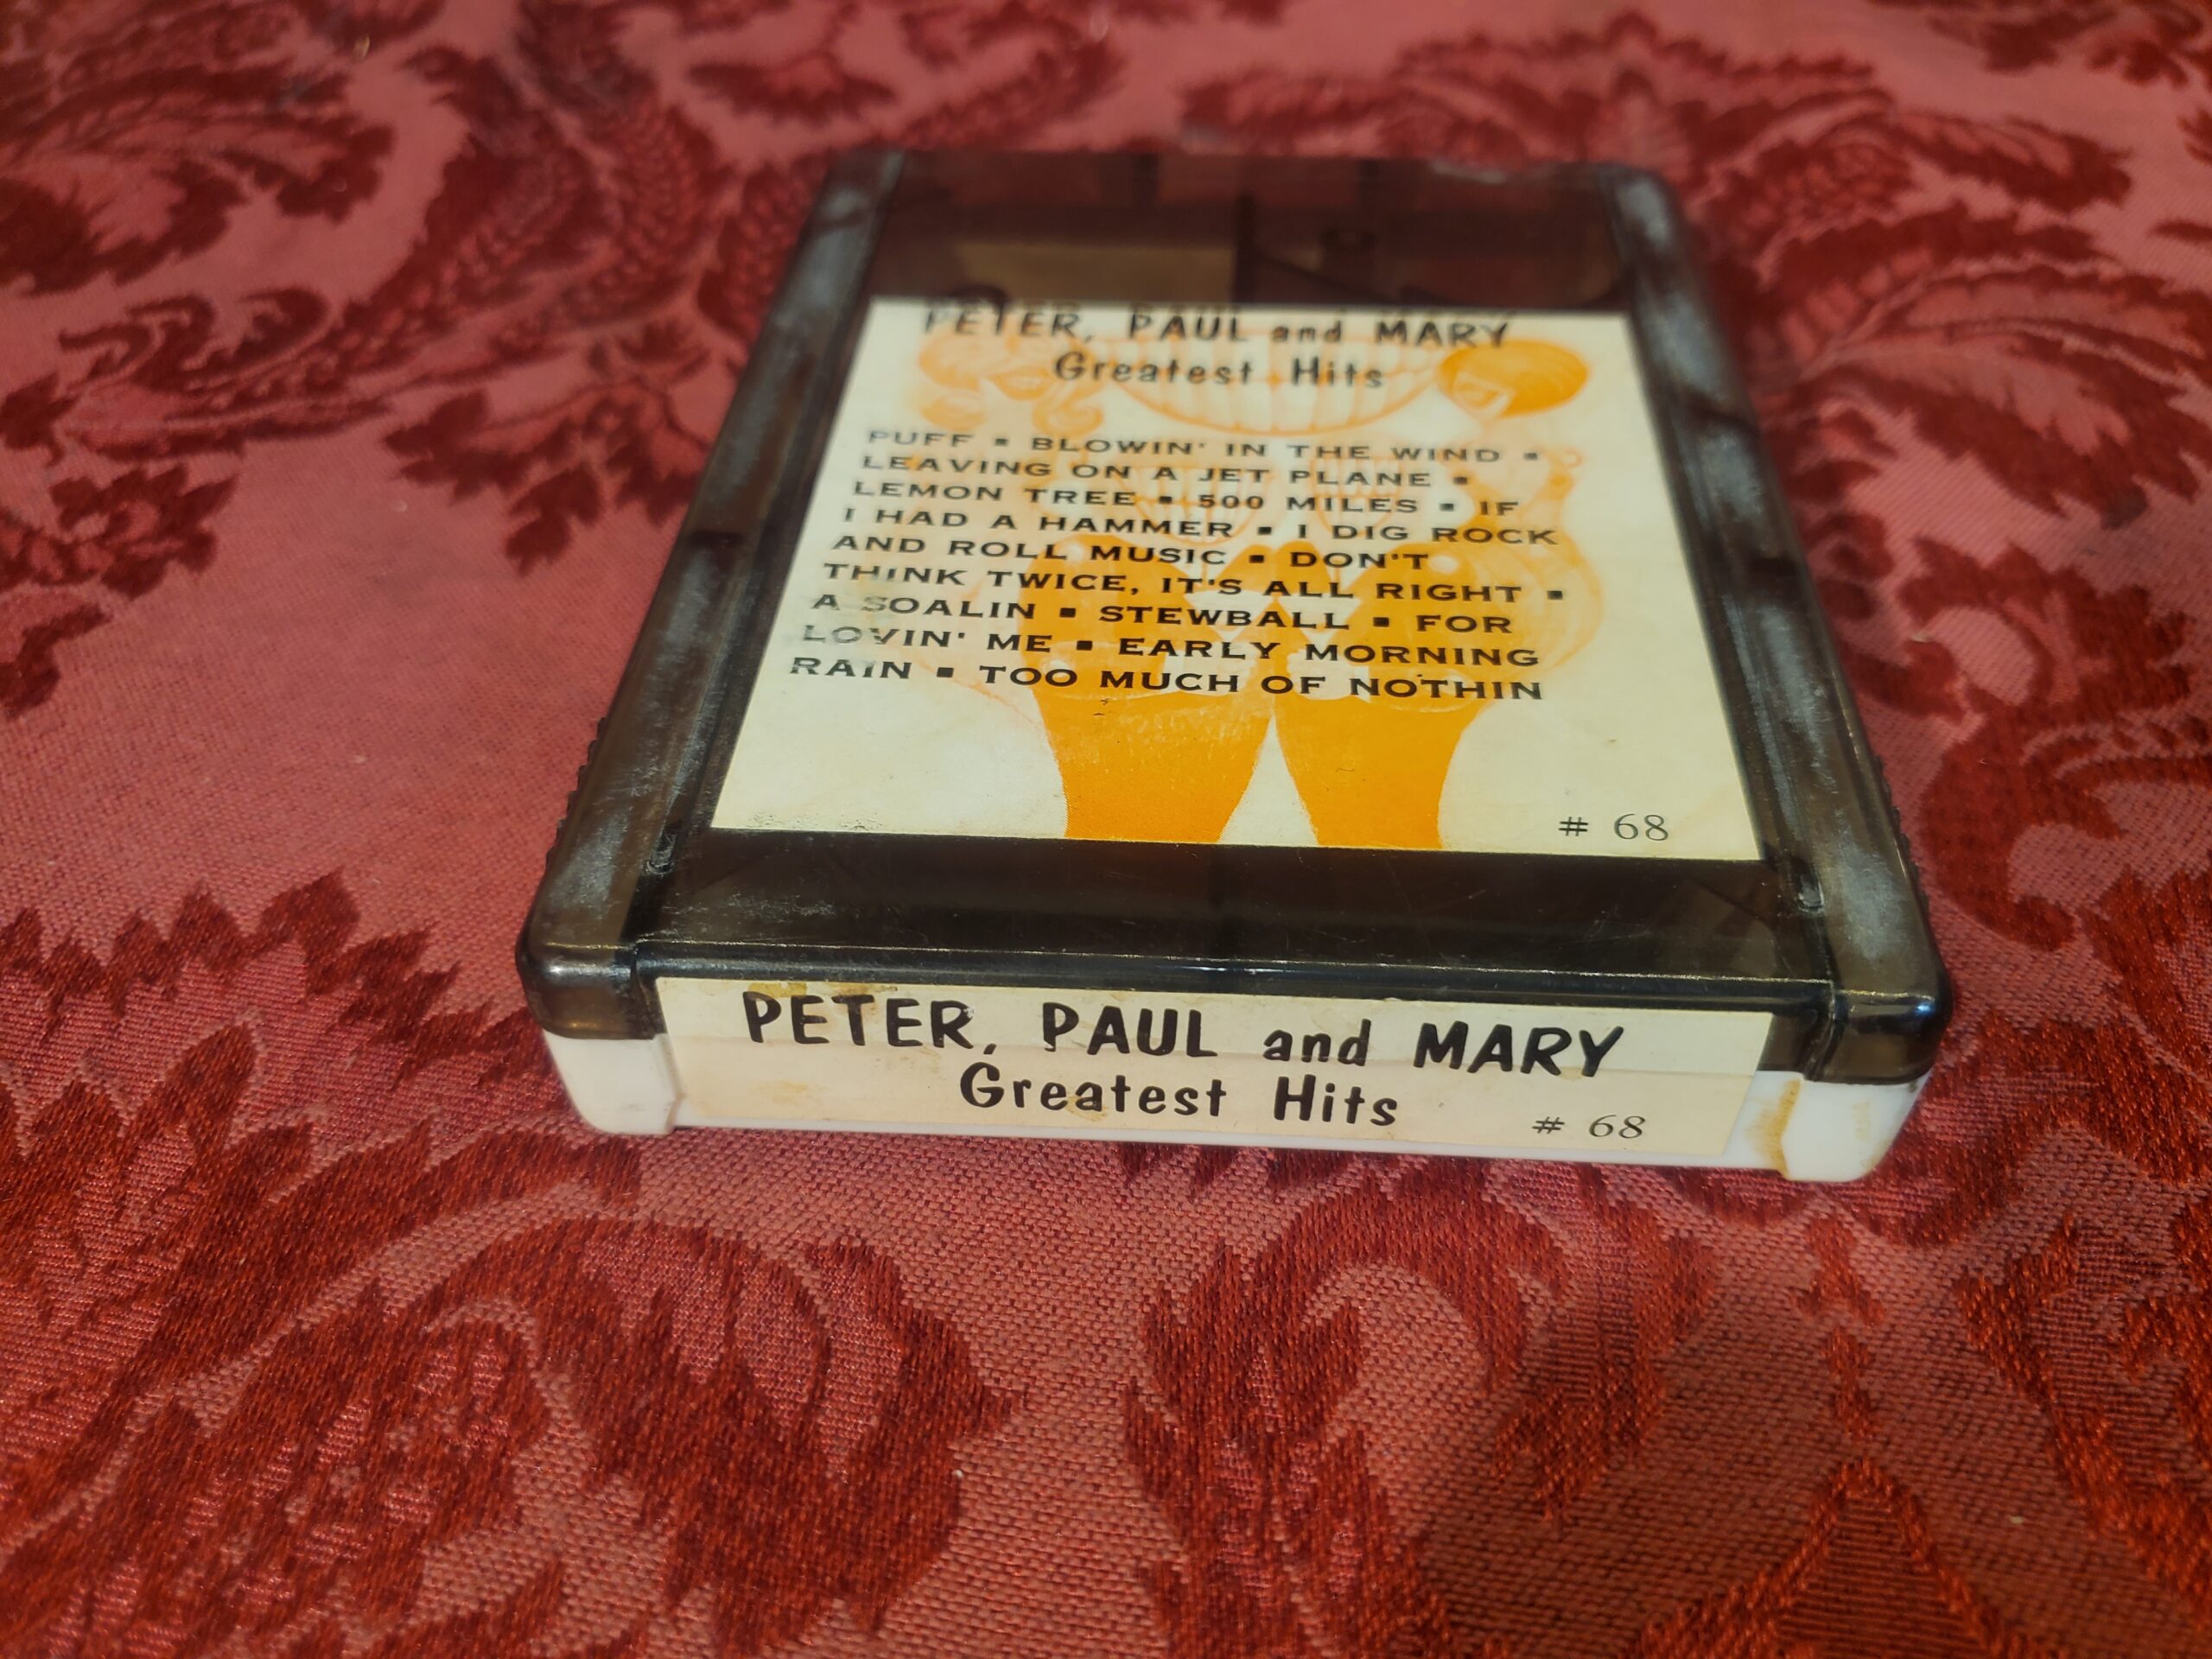 PETER, PAUL and MARY
Greatest Hits
PUFF ▪ BLOWIN' IN THE WIND ▪
LEAVING ON A JET PLANE ▪
LEMON TREE ▪ 500 MILES ▪ IF
I HAD A HAMMER ▪ I DIG ROCK
AND ROLL MUSIC ▪ DON'T
THINK TWICE, IT'S ALL RIGHT ▪
A SOALIN ▪ STEWBALL ▪ FOR
LOVIN' ME ▪ EARLY MORNING
RAIN ▪ TOO MUCH OF NOTHIN
# 68
PETER, PAUL and MARY
Greatest Hits
# 68